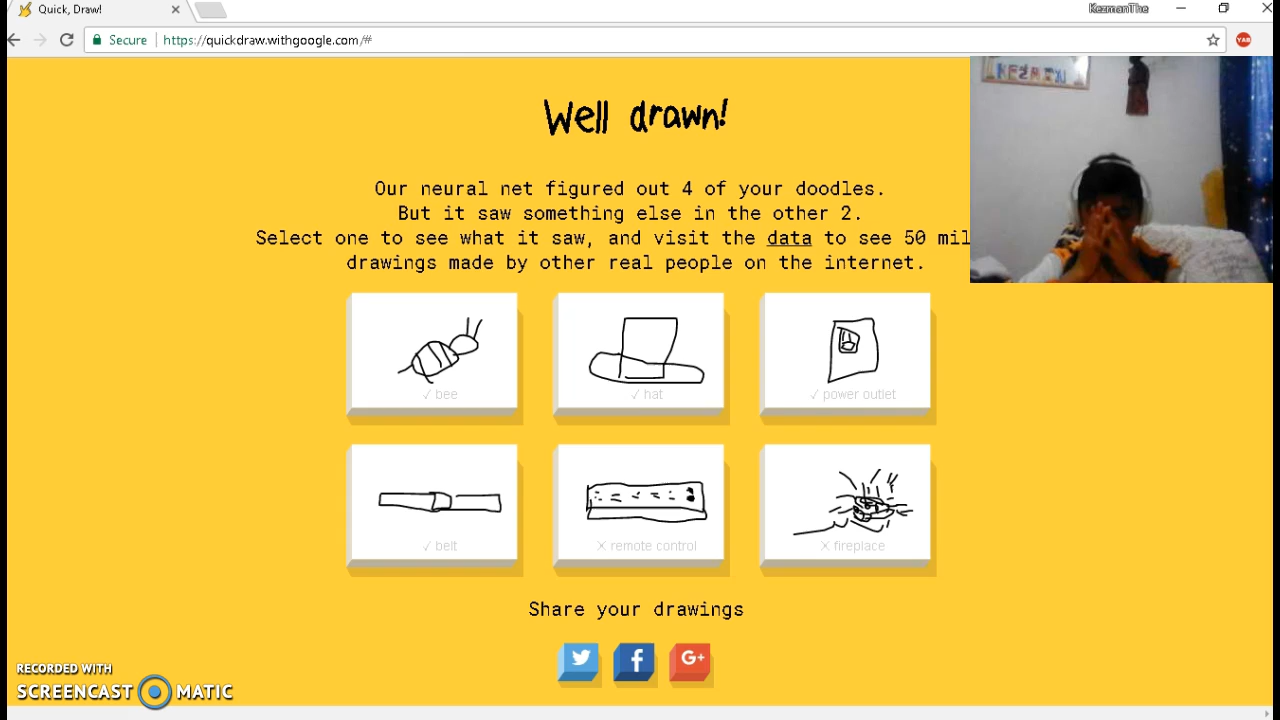 Quick, Draw!
KezmanThe
Secure
https://quickdraw.withgoogle.com/#
Well drawn!
Our neural net figured out 4 of your doodles.
But it saw something else in the other 2.
Select one to see what it saw, and visit the data to see 50 mil
drawings made by other real people on the internet.
✓ bee
✓ hat
✓ power outlet
✓ belt
✕ remote control
✕ fireplace
Share your drawings
G+
RECORDED WITH
SCREENCAST MATIC